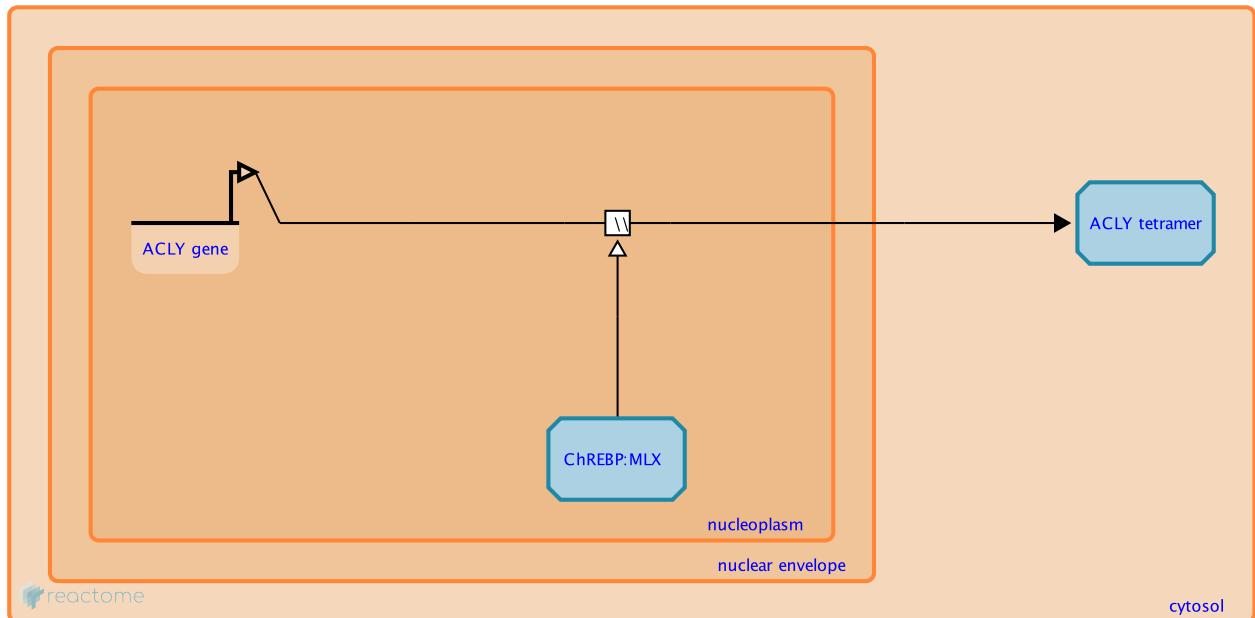 ACLY gene
\\
ACLY tetramer
ChREBP:MLX
nucleoplasm
nuclear envelope
reactome
cytosol